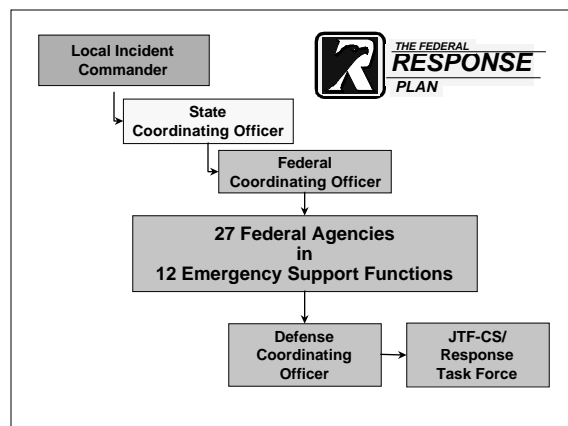 Local Incident
Commander
THE FEDERAL
RESPONSE
PLAN
State
Coordinating Officer
Federal
Coordinating Officer
27 Federal Agencies
in
12 Emergency Support Functions
Defense
Coordinating
Officer
JTF-CS/
Response
Task Force